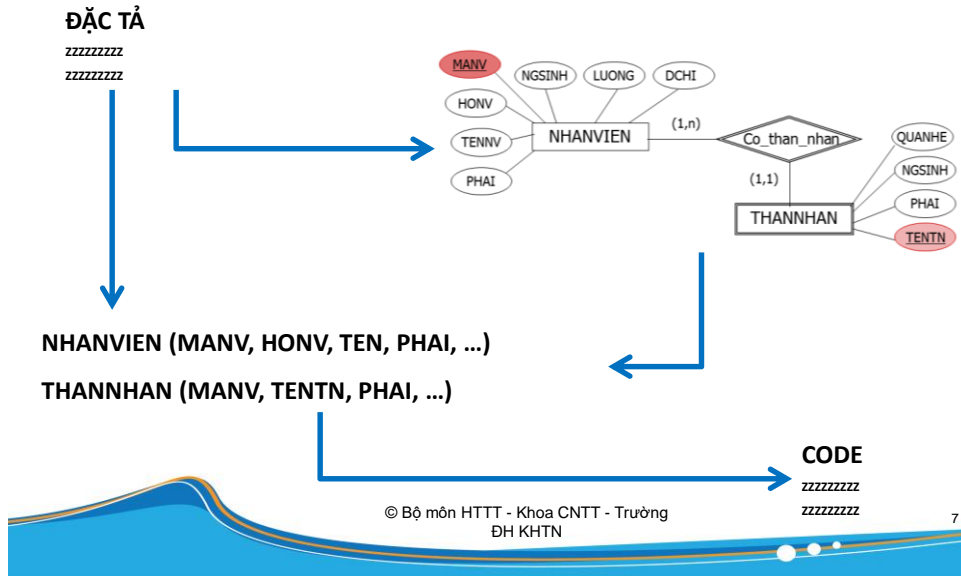 ĐẶC TẢ
zzzzzzzzz
zzzzzzzzz
MANV
NGSINH
LUONG
DCHI
HONV
TENNV
PHAI
NHANVIEN
(1,n)
Co_than_nhan
(1,1)
QUANHE
NGSINH
PHAI
TENTN
THANNHAN
NHANVIEN (MANV, HONV, TEN, PHAI, ...)
THANNHAN (MANV, TENTN, PHAI, ...)
CODE
zzzzzzzzz
zzzzzzzzz
© Bộ môn HTTT - Khoa CNTT - Trường
ĐH KHTN
7